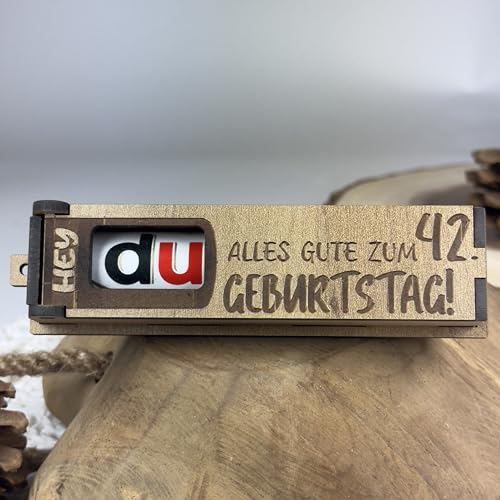 HEY
du
ALLES GUTE ZUM 42.
GEBURTSTAG!